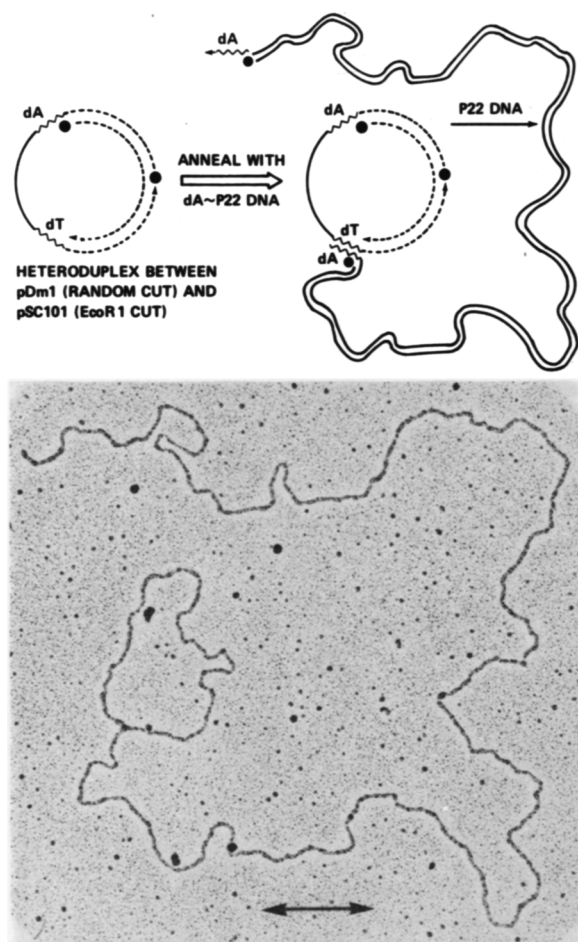 dA
dA
dT
HETERODUPLEX BETWEEN
pDm1 (RANDOM CUT) AND
pSC101 (EcoR1 CUT)
ANNEAL WITH
dA~P22 DNA
dA
dT
dA
P22 DNA